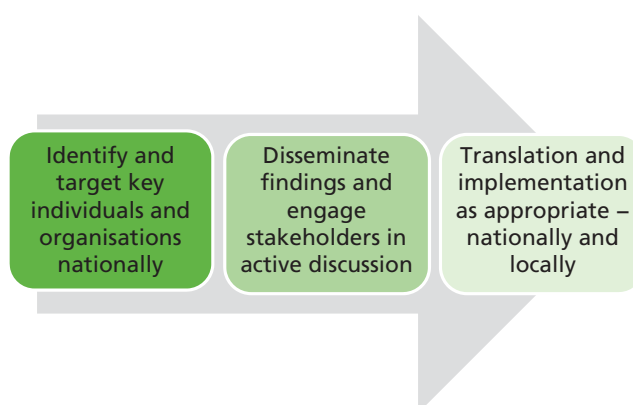 Identify and
target key
individuals and
organisations
nationally
Disseminate
findings and
engage
stakeholders in
active discussion
Translation and
implementation
as appropriate –
nationally and
locally